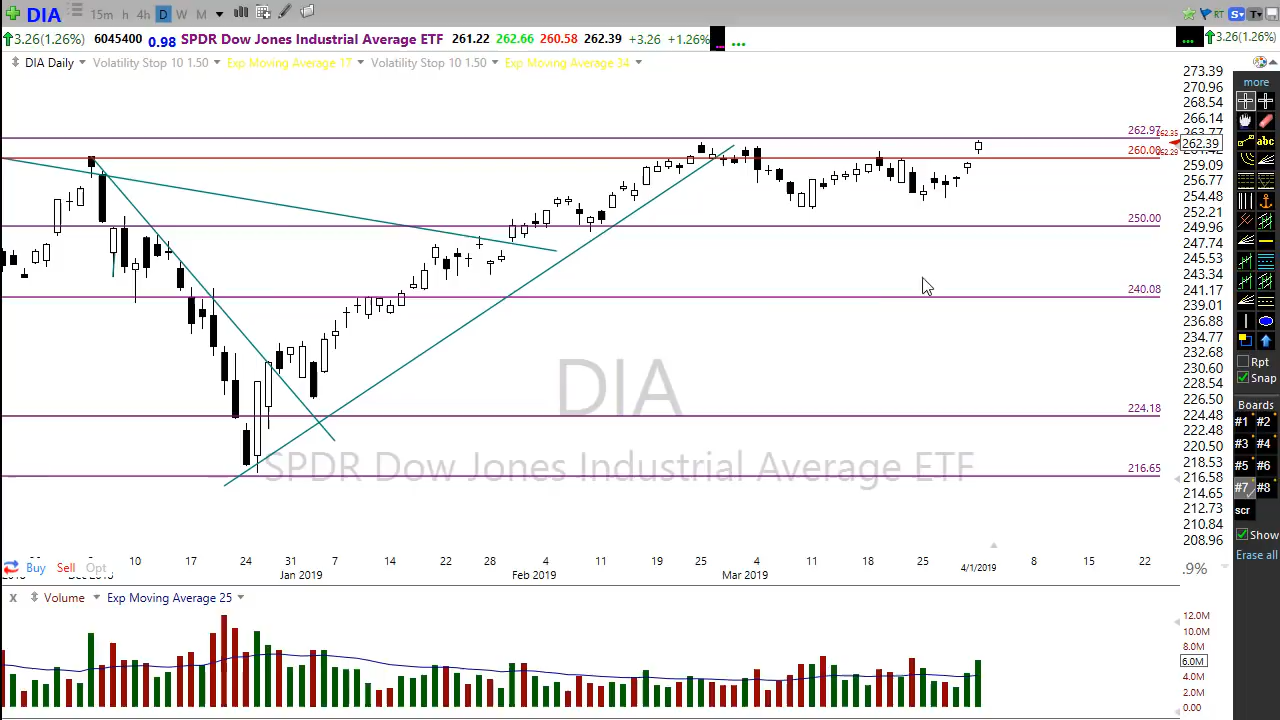 DIA 15m h 4h D W M RT S T
3.26(1.26%) 6045400 0.98 SPDR Dow Jones Industrial Average ETF 261.22 262.66 260.58 262.39 +3.26 +1.26% ... ... ... 3.26(1.26%)
DIA Daily Volatility Stop 10 1.50 Exp Moving Average 17 Volatility Stop 10 1.50 Exp Moving Average 34
273.39
more
270.96
268.54
266.14
abc
262.97 262.35 263.77
262.39
260.00 262.29
259.09
256.77
254.48
250.00 252.21
249.96
247.74
245.53
243.34
240.08 241.17
239.01
236.88
234.77
232.68
230.60 Rpt
228.54 Snap
DIA
226.50 Boards
224.18 224.48 #1 #2
222.48 #3 #4
220.50
218.53 #5 #6
SPDR Dow Jones Industrial Average ETF
216.65 216.58
214.65 #7 #8
212.73 scr
210.84
Show
208.96
10 17 24 31 7 14 22 28 4 11 19 25 4 11 18 25 8 15 22
Erase all
Buy Sell Opt
Jan 2019 Feb 2019 Mar 2019 4/1/2019 .9%
x Volume Exp Moving Average 25
12.0M
10.0M
8.0M
6.0M
4.0M
2.0M
0.00